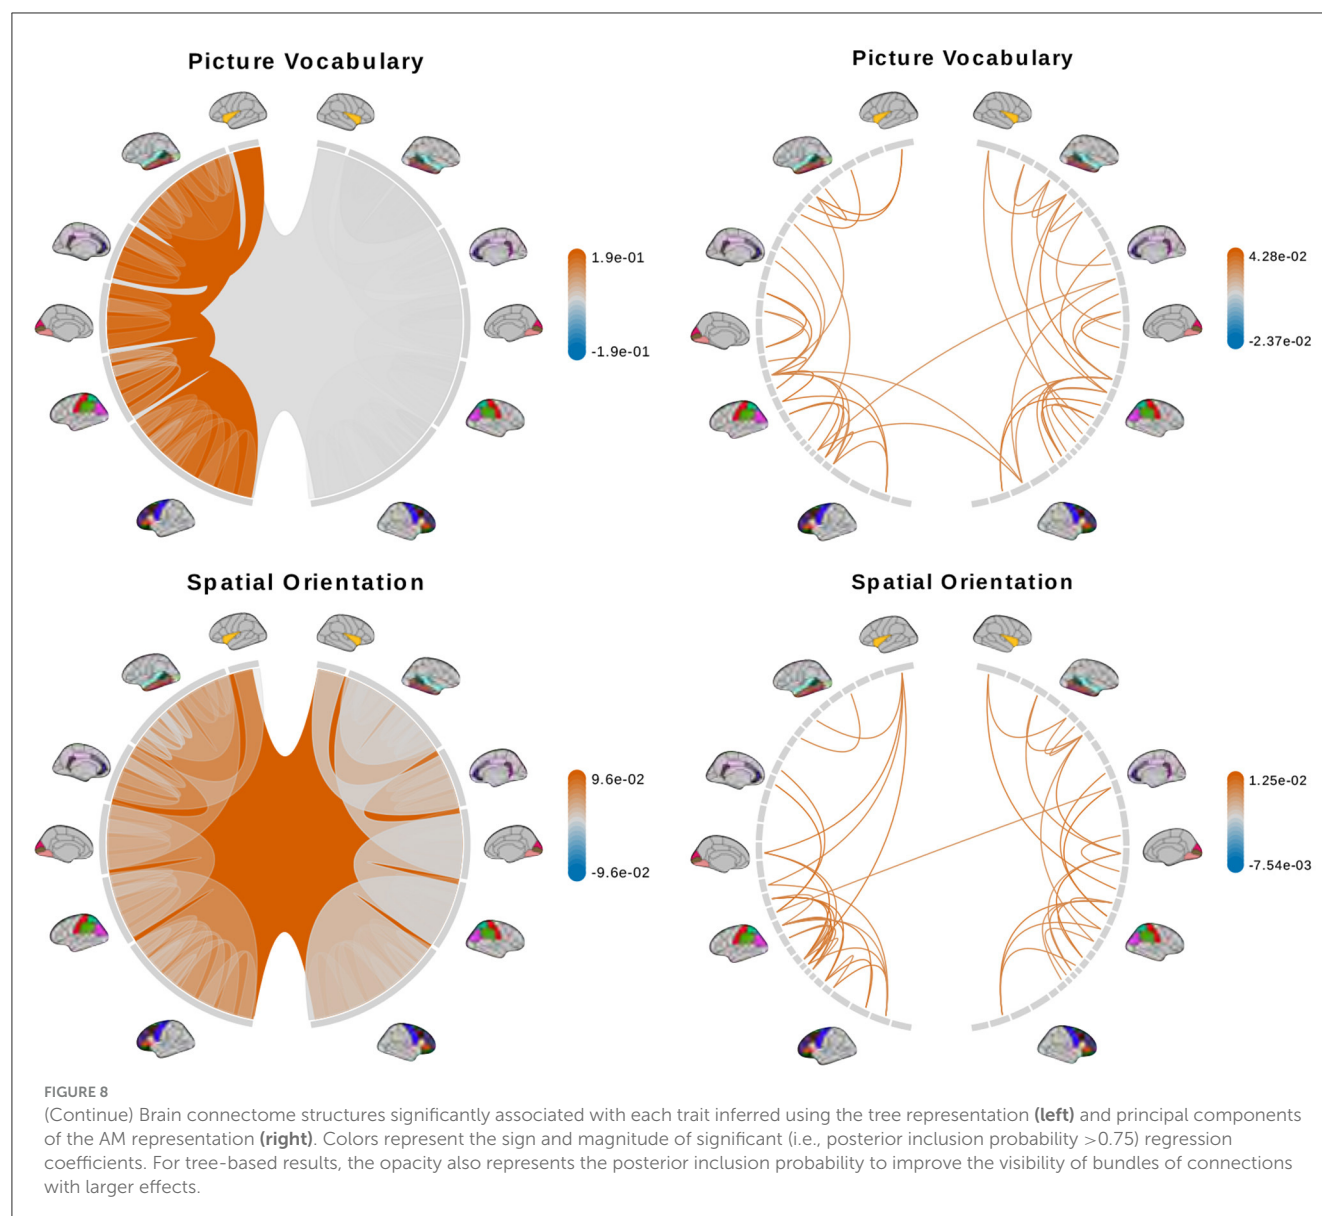 Picture Vocabulary
Picture Vocabulary
1.9e-01
-1.9e-01
4.28e-02
-2.37e-02
Spatial Orientation
Spatial Orientation
9.6e-02
-9.6e-02
1.25e-02
-7.54e-03
FIGURE 8
(Continue) Brain connectome structures significantly associated with each trait inferred using the tree representation (left) and principal components
of the AM representation (right). Colors represent the sign and magnitude of significant (i.e., posterior inclusion probability >0.75) regression
coefficients. For tree-based results, the opacity also represents the posterior inclusion probability to improve the visibility of bundles of connections
with larger effects.